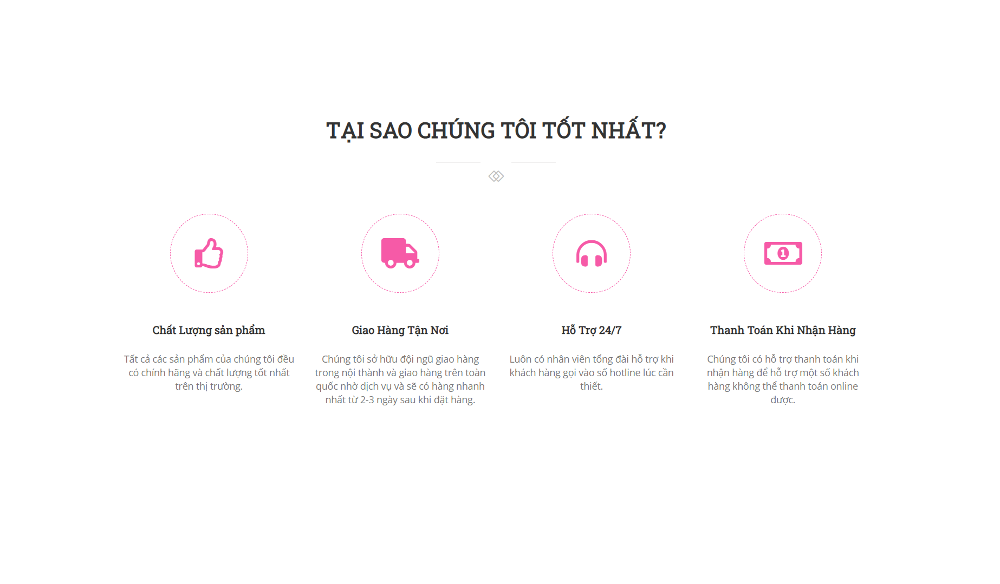 TẠI SAO CHÚNG TÔI TỐT NHẤT?
1
Chất Lượng sản phẩm
Tất cả các sản phẩm của chúng tôi đều
có chính hãng và chất lượng tốt nhất
trên thị trường.
Giao Hàng Tận Nơi
Chúng tôi sở hữu đội ngũ giao hàng
trong nội thành và giao hàng trên toàn
quốc nhờ dịch vụ và sẽ có hàng nhanh
nhất từ 2-3 ngày sau khi đặt hàng.
Hỗ Trợ 24/7
Luôn có nhân viên tổng đài hỗ trợ khi
khách hàng gọi vào số hotline lúc cần
thiết.
Thanh Toán Khi Nhận Hàng
Chúng tôi có hỗ trợ thanh toán khi
nhận hàng để hỗ trợ một số khách
hàng không thể thanh toán online
được.